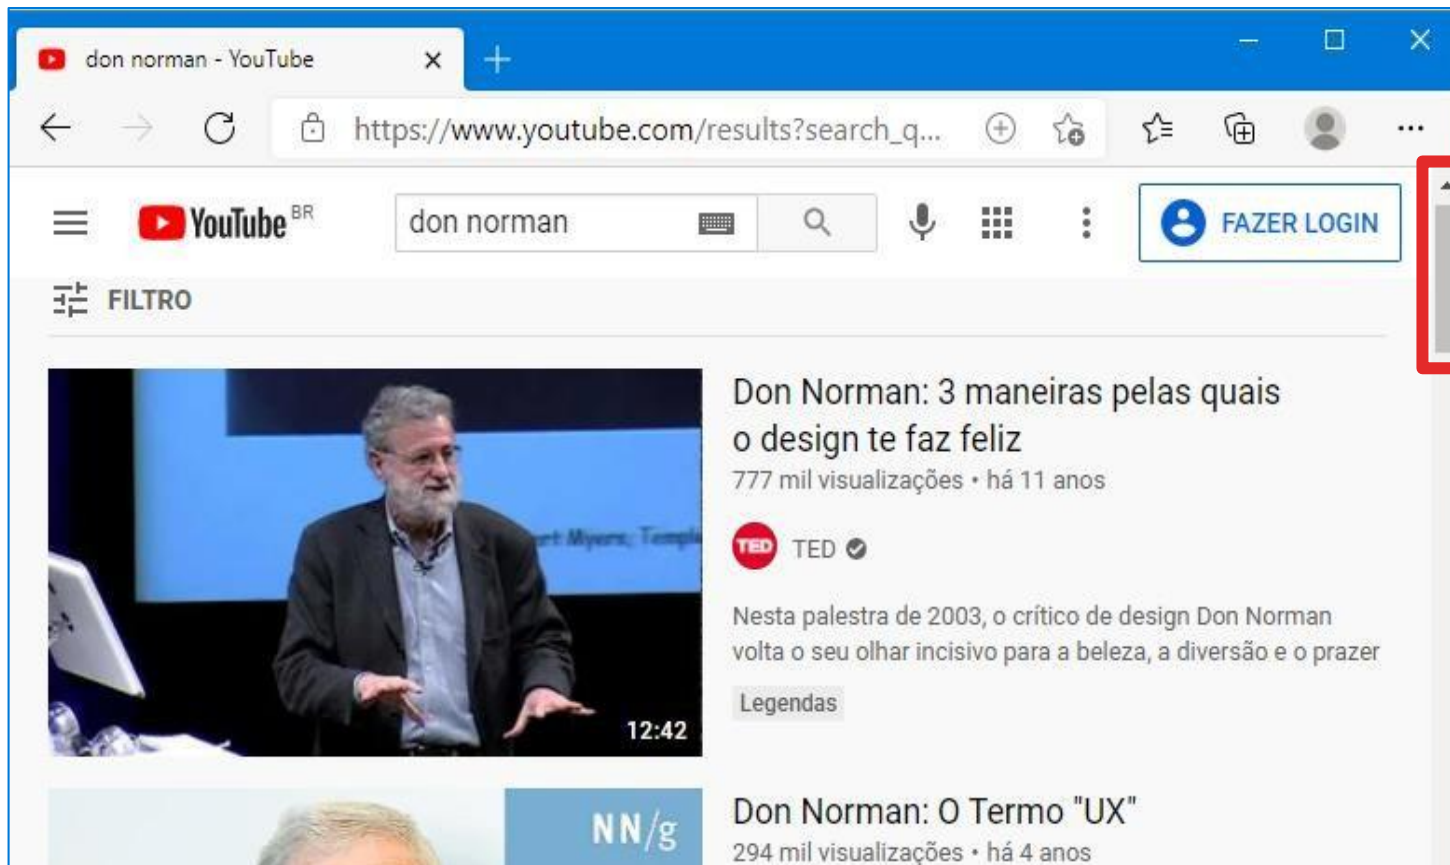 don norman - YouTube
https://www.youtube.com/results?search_q...
YouTube BR
don norman
FAZER LOGIN
FILTRO
Don Norman: 3 maneiras pelas quais
o design te faz feliz
777 mil visualizações • há 11 anos
TED
TED
Nesta palestra de 2003, o crítico de design Don Norman
volta o seu olhar incisivo para a beleza, a diversão e o prazer
Legendas
ert Myers, Temple
12:42
NN/g
Don Norman: O Termo "UX"
294 mil visualizações • há 4 anos